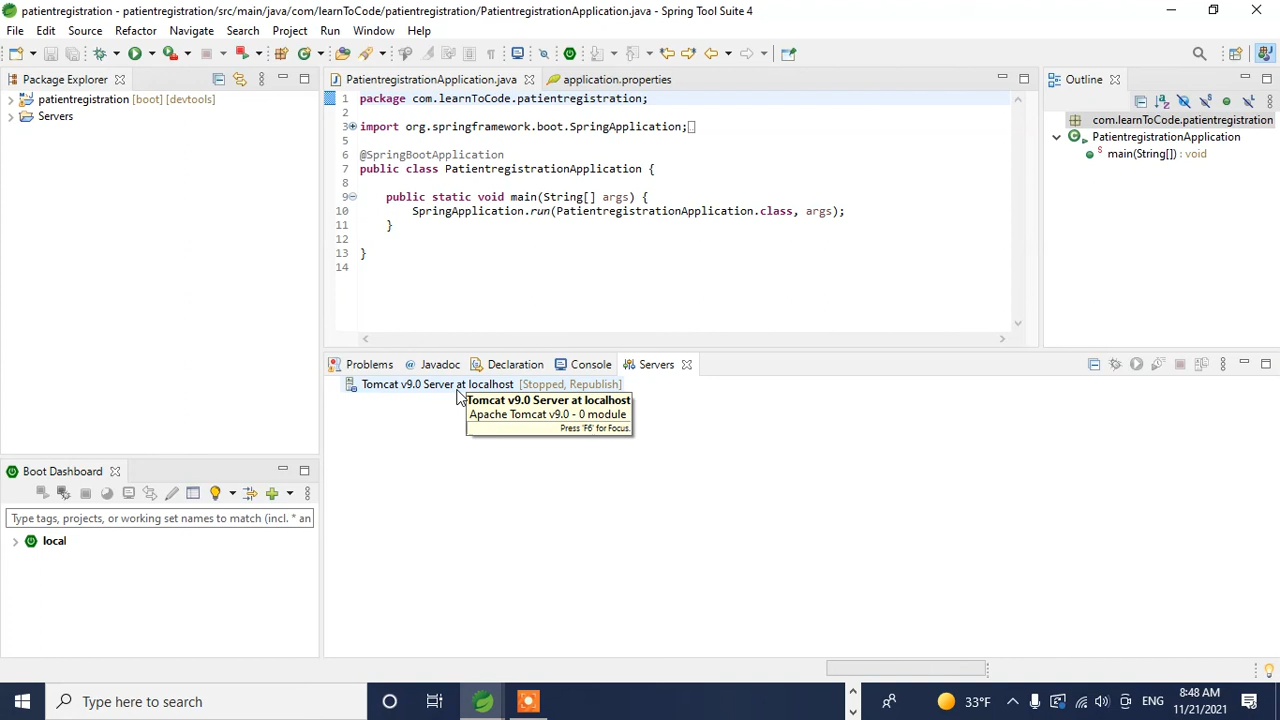 patientregistration - patientregistration/src/main/java/com/learnToCode/patientregistration/PatientregistrationApplication.java - Spring Tool Suite 4
File Edit Source Refactor Navigate Search Project Run Window Help
Package Explorer
patientregistration [boot] [devtools]
Servers
PatientregistrationApplication.java
application.properties
1 package com.learnToCode.patientregistration;
2
3 import org.springframework.boot.SpringApplication;
5
6 @SpringBootApplication
7 public class PatientregistrationApplication {
8
9 public static void main(String[] args) {
10 SpringApplication.run(PatientregistrationApplication.class, args);
11 }
12
13 }
14
Outline
com.learnToCode.patientregistration
PatientregistrationApplication
main(String[]) : void
Problems @ Javadoc Declaration Console Servers
Tomcat v9.0 Server at localhost [Stopped, Republish]
Tomcat v9.0 Server at localhost
Apache Tomcat v9.0 - 0 module
Press 'F6' for Focus.
Boot Dashboard
Type tags, projects, or working set names to match (incl. * an
local
Type here to search
33°F
ENG
8:48 AM
11/21/2021